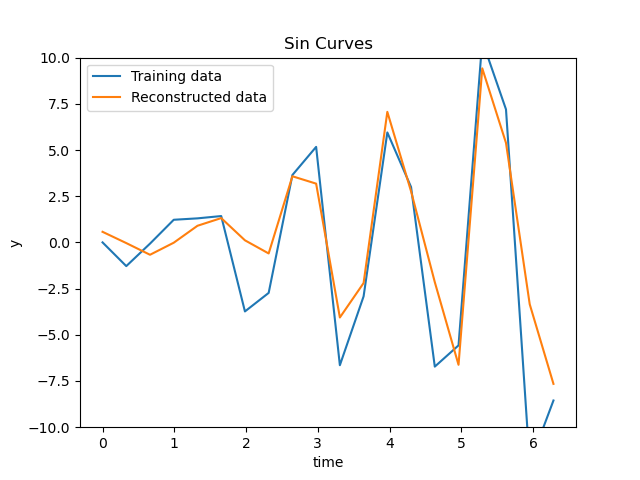 Sin Curves
Training data
Reconstructed data
10.0
7.5
5.0
2.5
0.0
−2.5
−5.0
−7.5
−10.0
y
0 1 2 3 4 5 6
time